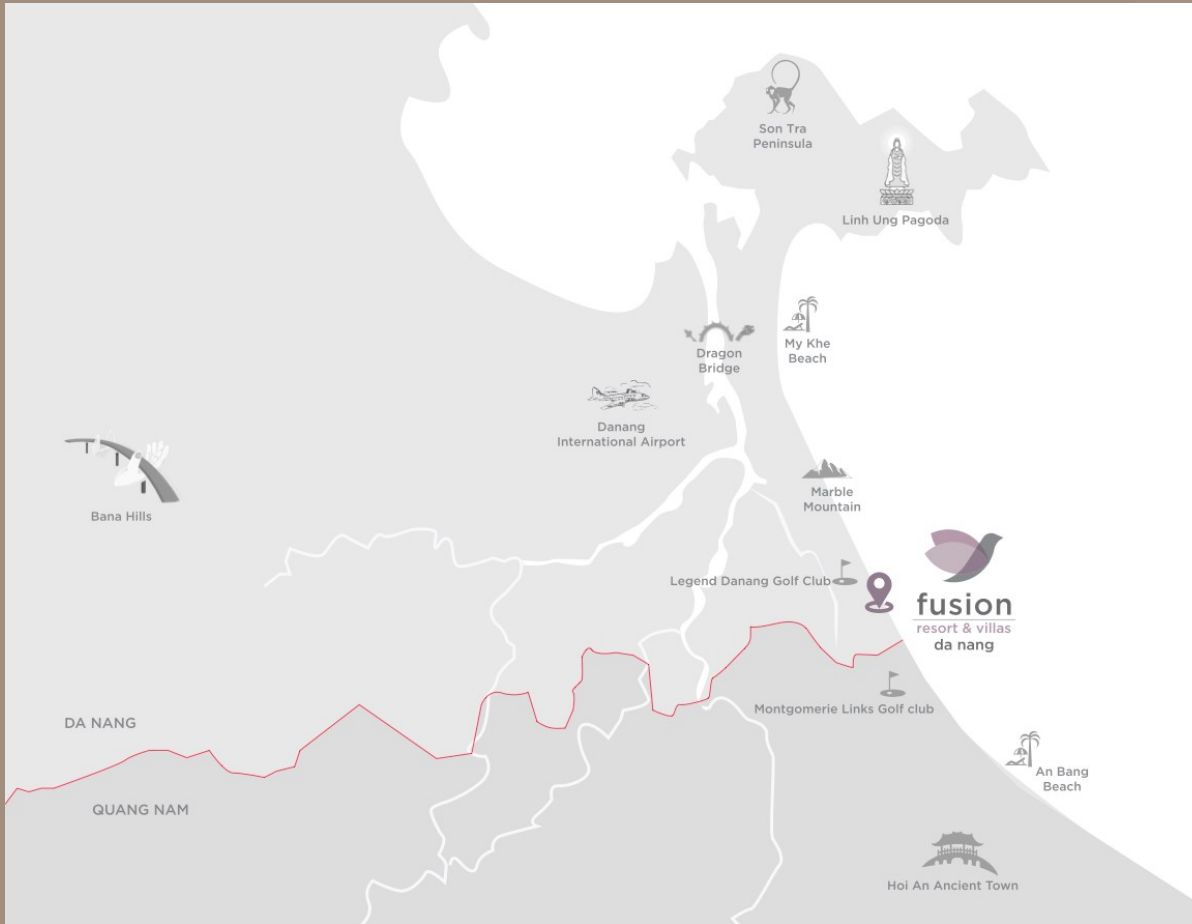 Son Tra
Peninsula
Linh Ung Pagoda
My Khe
Beach
Dragon
Bridge
Danang
International Airport
Bana Hills
Marble
Mountain
Legend Danang Golf Club
fusion
resort & villas
da nang
Montgomerie Links Golf club
DA NANG
An Bang
Beach
QUANG NAM
Hoi An Ancient Town